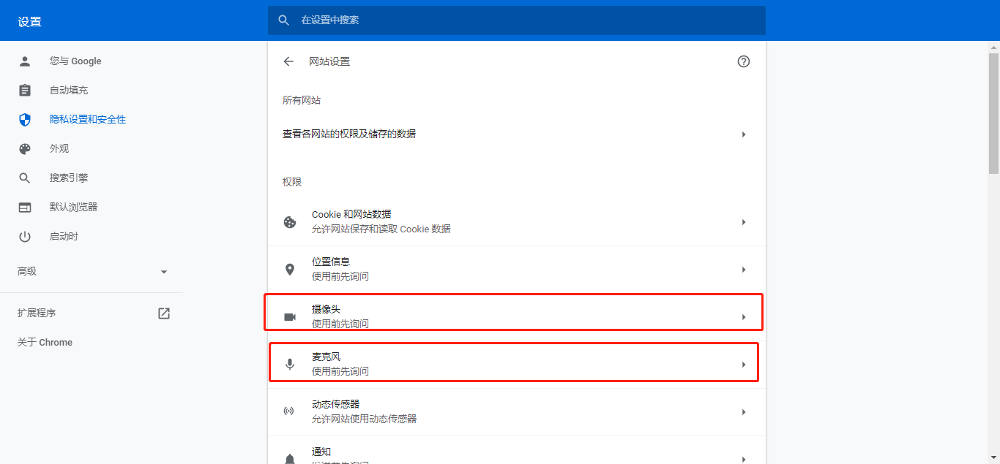 设置
在设置中搜索
您与 Google
自动填充
隐私设置和安全性
外观
搜索引擎
默认浏览器
启动时
高级
扩展程序
关于 Chrome
网站设置
所有网站
查看各网站的权限及储存的数据
权限
Cookie 和网站数据
允许网站保存和读取 Cookie 数据
位置信息
使用前先询问
摄像头
使用前先询问
麦克风
使用前先询问
动态传感器
允许网站使用动态传感器
通知